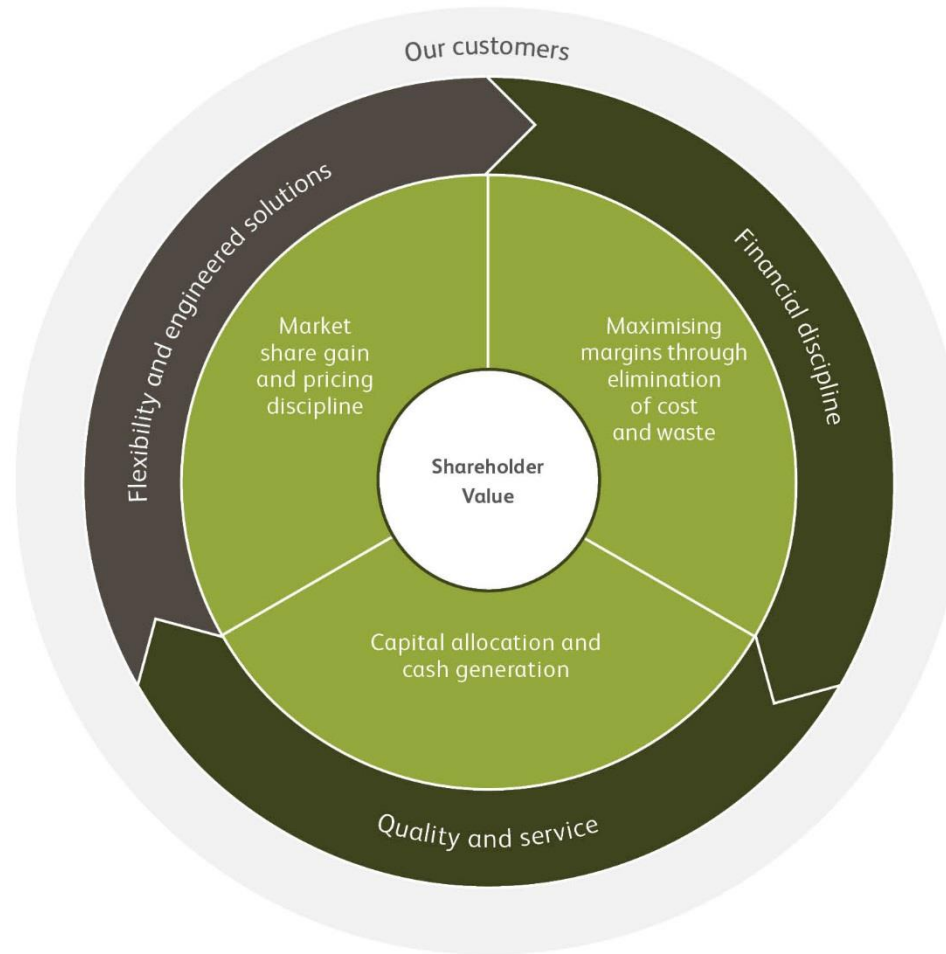 Our customers
Flexibility and engineered solutions
Financial discipline
Market
share gain
and pricing
discipline
Maximising
margins through
elimination
of cost
and waste
Shareholder
Value
Capital allocation and
cash generation
Quality and service